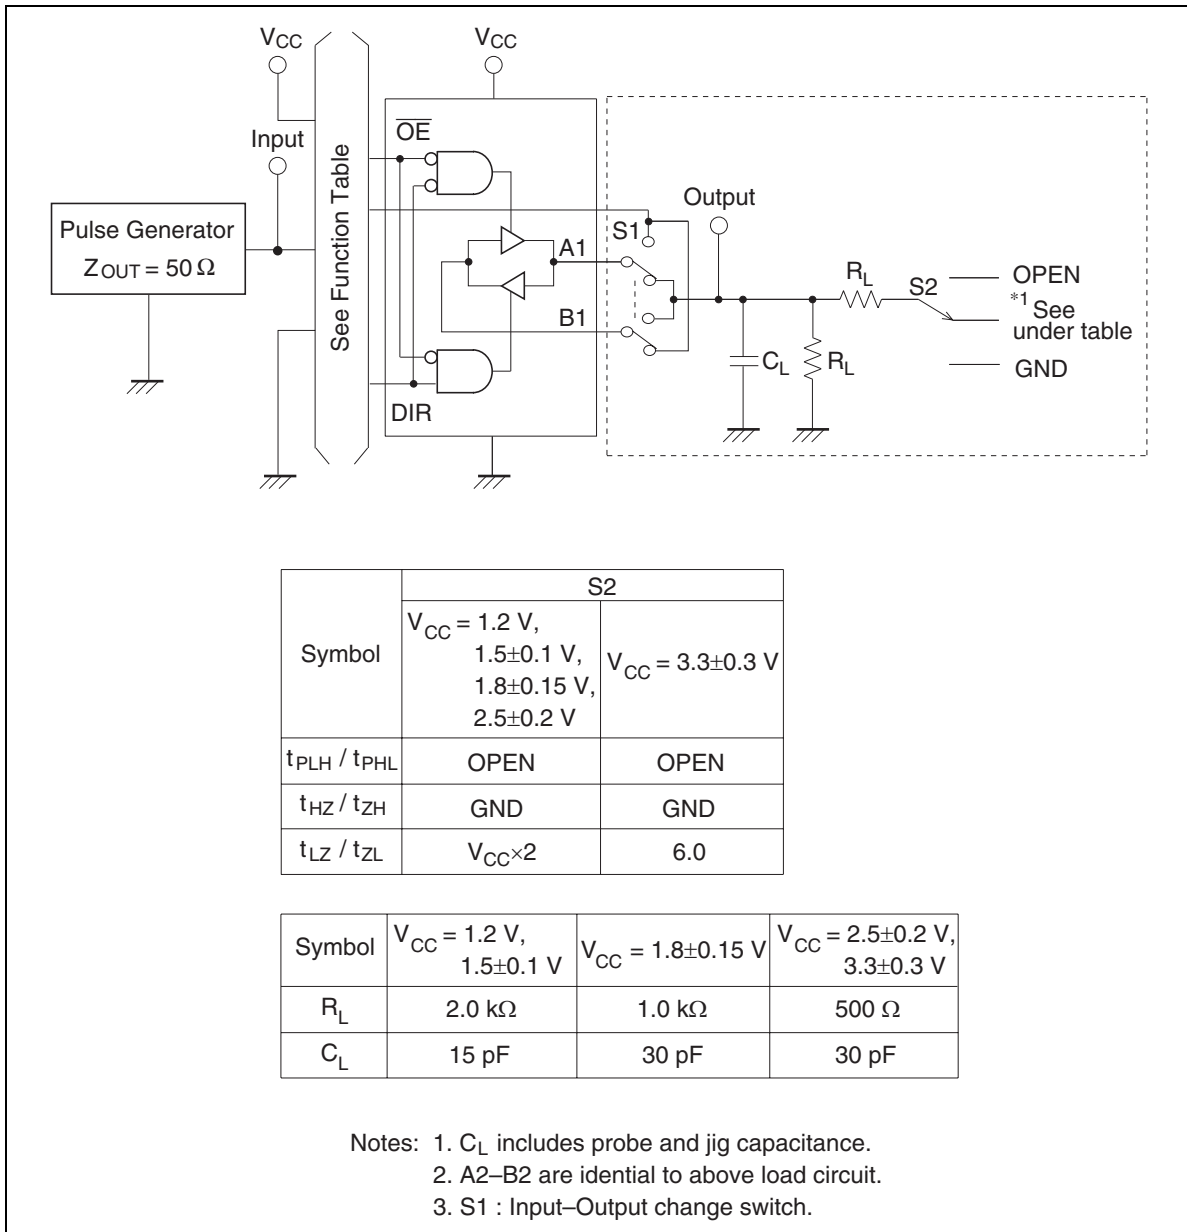 VCC
VCC
Input
See Function Table
Pulse Generator
ZOUT = 50 Ω
OE
DIR
A1
B1
S1
Output
RL
S2
CL
RL
OPEN
*1 See
under table
GND
Symbol
S2
VCC = 1.2 V,
1.5±0.1 V,
1.8±0.15 V,
2.5±0.2 V
VCC = 3.3±0.3 V
tPLH / tPHL OPEN OPEN
tHZ / tZH GND GND
tLZ / tZL VCC×2 6.0
Symbol
VCC = 1.2 V,
1.5±0.1 V
VCC = 1.8±0.15 V
VCC = 2.5±0.2 V,
3.3±0.3 V
RL 2.0 kΩ 1.0 kΩ 500 Ω
CL 15 pF 30 pF 30 pF
Notes: 1. CL includes probe and jig capacitance.
2. A2–B2 are idential to above load circuit.
3. S1 : Input–Output change switch.